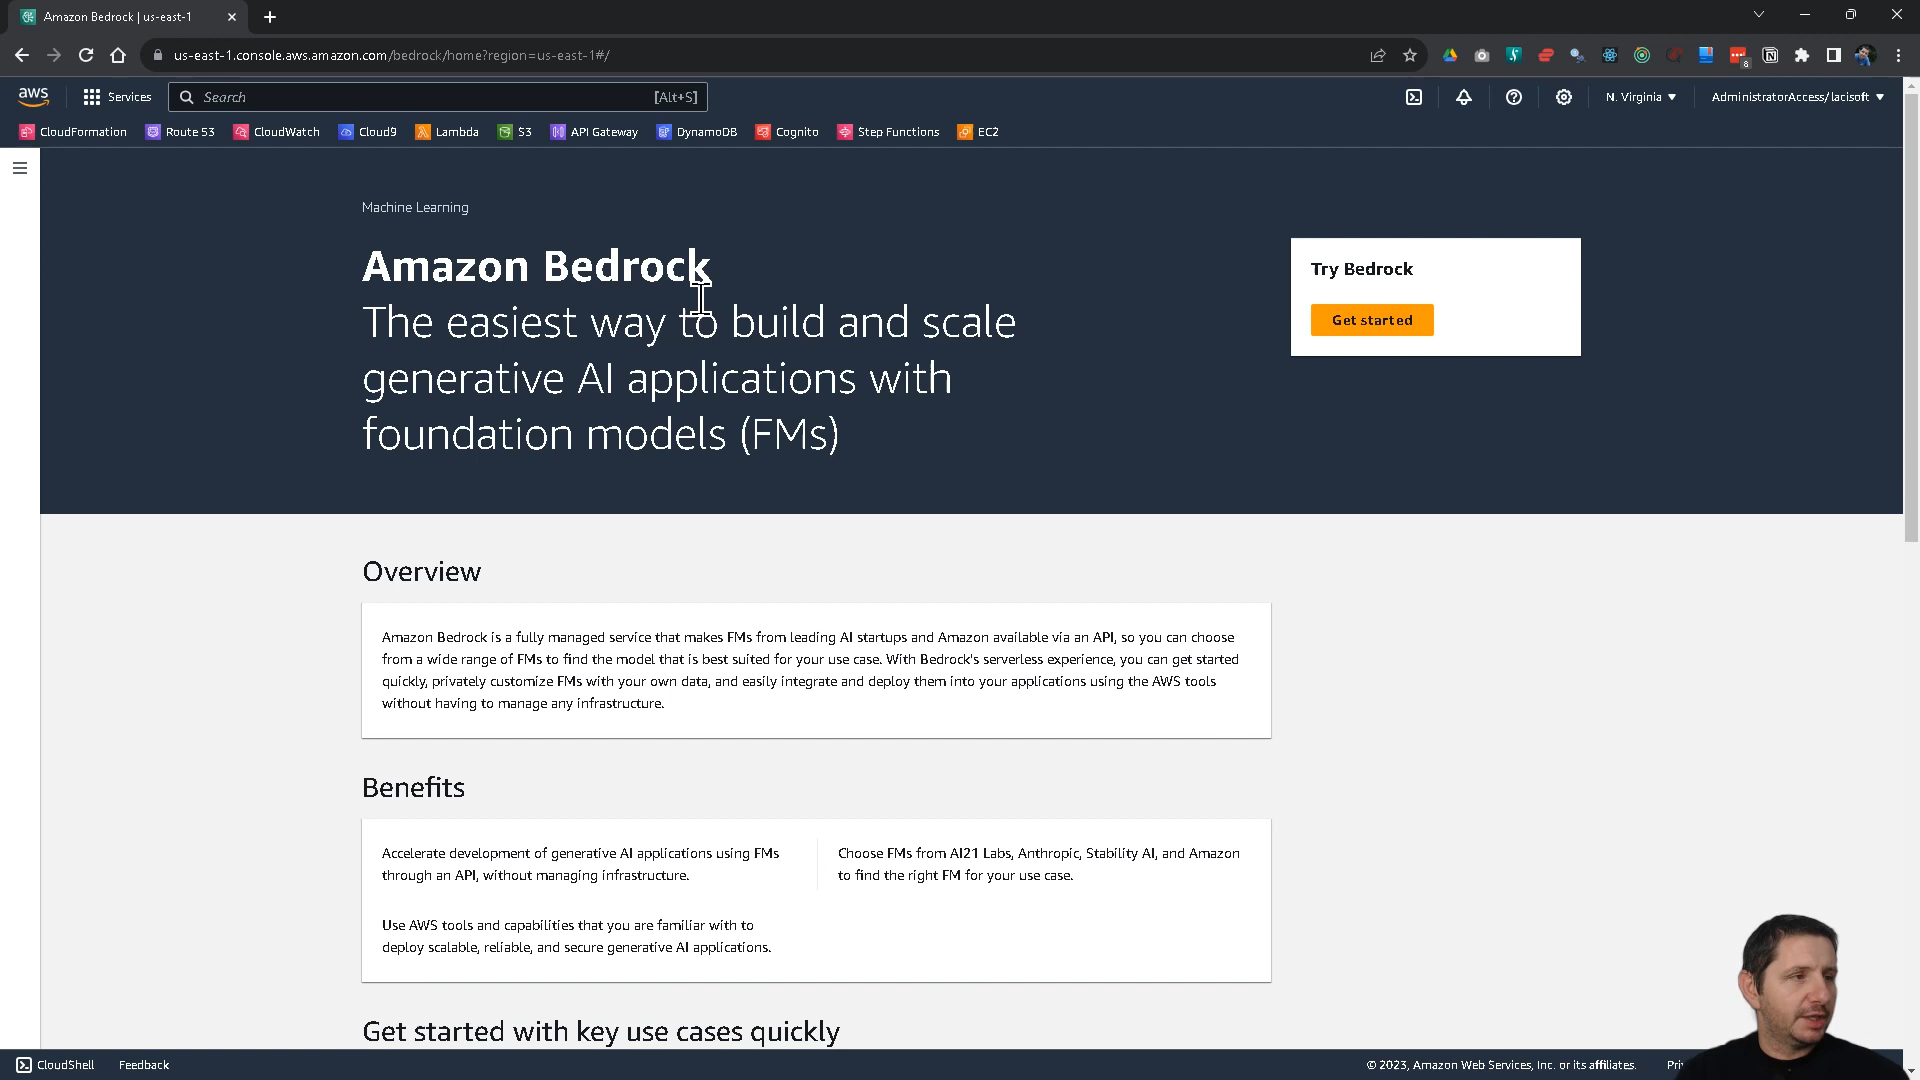 Amazon Bedrock | us-east-1
us-east-1.console.aws.amazon.com/bedrock/home?region=us-east-1#/
8
aws
Services
Search
[Alt+S]
N. Virginia
AdministratorAccess/lacisoft
CloudFormation
Route 53
CloudWatch
Cloud9
Lambda
S3
API Gateway
DynamoDB
Cognito
Step Functions
EC2
Machine Learning
Amazon Bedrock
The easiest way to build and scale
generative AI applications with
foundation models (FMs)
Try Bedrock
Get started
Overview
Amazon Bedrock is a fully managed service that makes FMs from leading AI startups and Amazon available via an API, so you can choose
from a wide range of FMs to find the model that is best suited for your use case. With Bedrock's serverless experience, you can get started
quickly, privately customize FMs with your own data, and easily integrate and deploy them into your applications using the AWS tools
without having to manage any infrastructure.
Benefits
Accelerate development of generative AI applications using FMs
through an API, without managing infrastructure.
Choose FMs from AI21 Labs, Anthropic, Stability AI, and Amazon
to find the right FM for your use case.
Use AWS tools and capabilities that you are familiar with to
deploy scalable, reliable, and secure generative AI applications.
Get started with key use cases quickly
CloudShell
Feedback
© 2023, Amazon Web Services, Inc. or its affiliates.